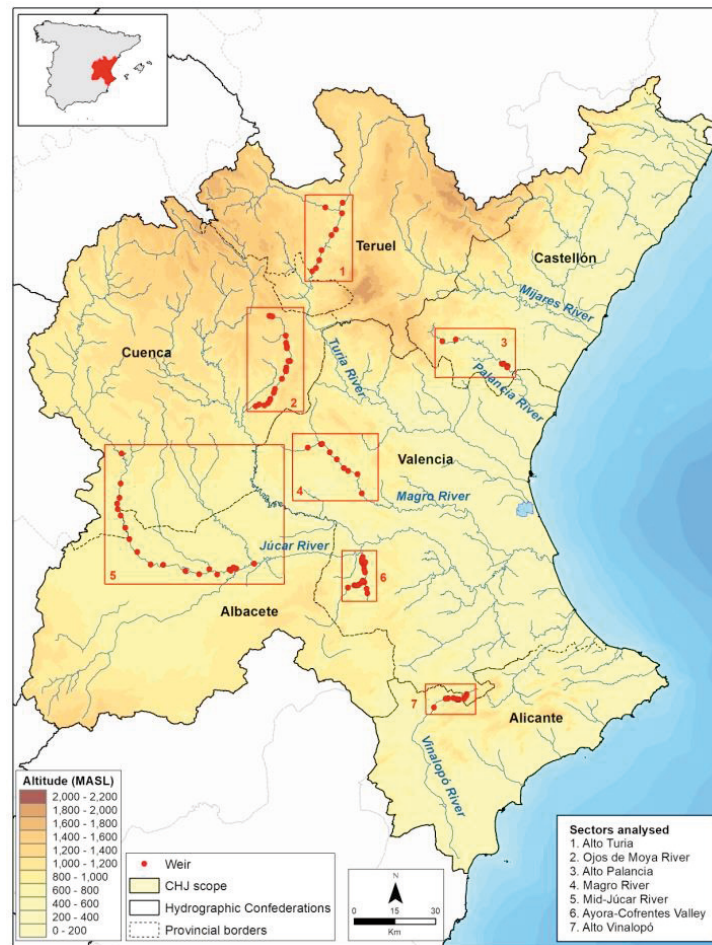 Teruel
1
Castellón
Mijares River
Cuenca
2
Turia River
3
Palancia River
Valencia
4
Magro River
Júcar River
5
6
Albacete
7
Alicante
Vinalopó River
Altitude (MASL)
2,000 - 2,200
1,800 - 2,000
1,600 - 1,800
1,400 - 1,600
1,200 - 1,400
1,000 - 1,200
800 - 1,000
600 - 800
400 - 600
200 - 400
0 - 200
Weir
CHJ scope
Hydrographic Confederations
Provincial borders
N
0 15 30
Km
Sectors analysed
1. Alto Turia
2. Ojos de Moya River
3. Alto Palancia
4. Magro River
5. Mid-Júcar River
6. Ayora-Cofrentes Valley
7. Alto Vinalopó